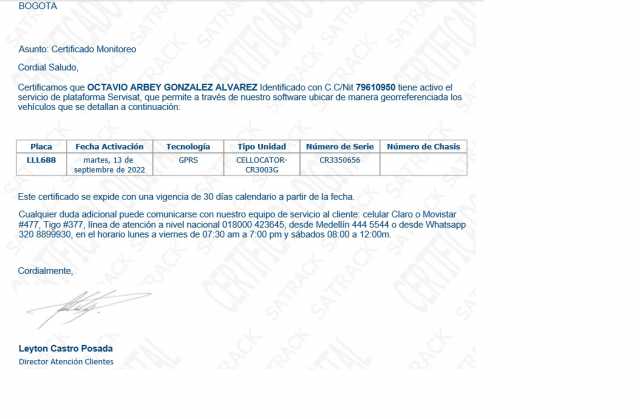 BOGOTA
Asunto: Certificado Monitoreo
Cordial Saludo,
Certificamos que OCTAVIO ARBEY GONZALEZ ALVAREZ Identificado con C.C/Nit 79610950 tiene activo el
servicio de plataforma Servisat, que permite a través de nuestro software ubicar de manera georreferenciada los
vehículos que se detallan a continuación:
Placa Fecha Activación Tecnología Tipo Unidad Número de Serie Número de Chasis
LLL688 martes, 13 de septiembre de 2022 GPRS CELLOCATOR-CR3003G CR3350656
Este certificado se expide con una vigencia de 30 días calendario a partir de la fecha.
Cualquier duda adicional puede comunicarse con nuestro equipo de servicio al cliente: celular Claro o Movistar
#477, Tigo #377, línea de atención a nivel nacional 018000 423645, desde Medellín 444 5544 o desde Whatsapp
320 8899930, en el horario lunes a viernes de 07:30 am a 7:00 pm y sábados 08:00 a 12:00m.
Cordialmente,
Leyton Castro Posada
Director Atención Clientes